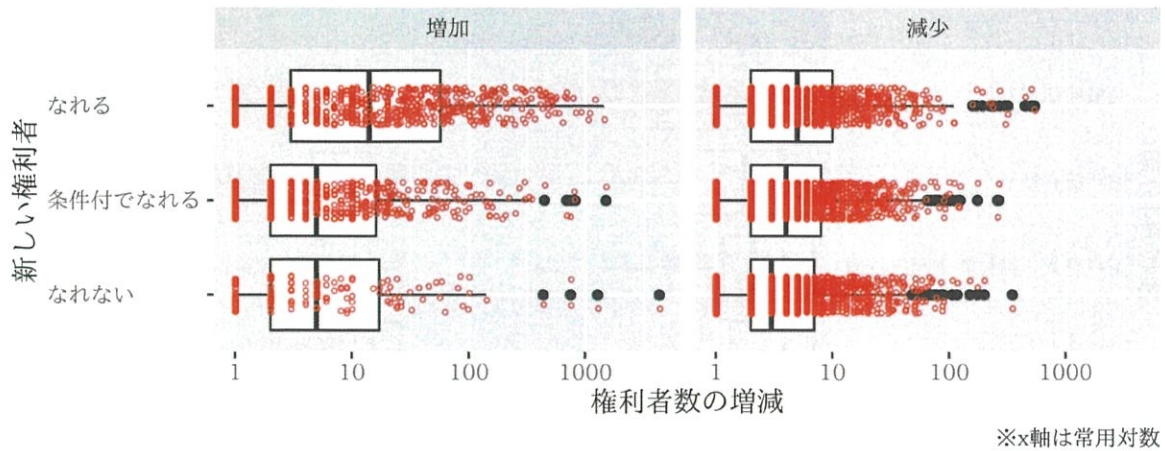 増加
減少
新しい権利者
なれる
条件付でなれる
なれない
1 10 100 1000
1 10 100 1000
権利者数の増減
※x軸は常用対数